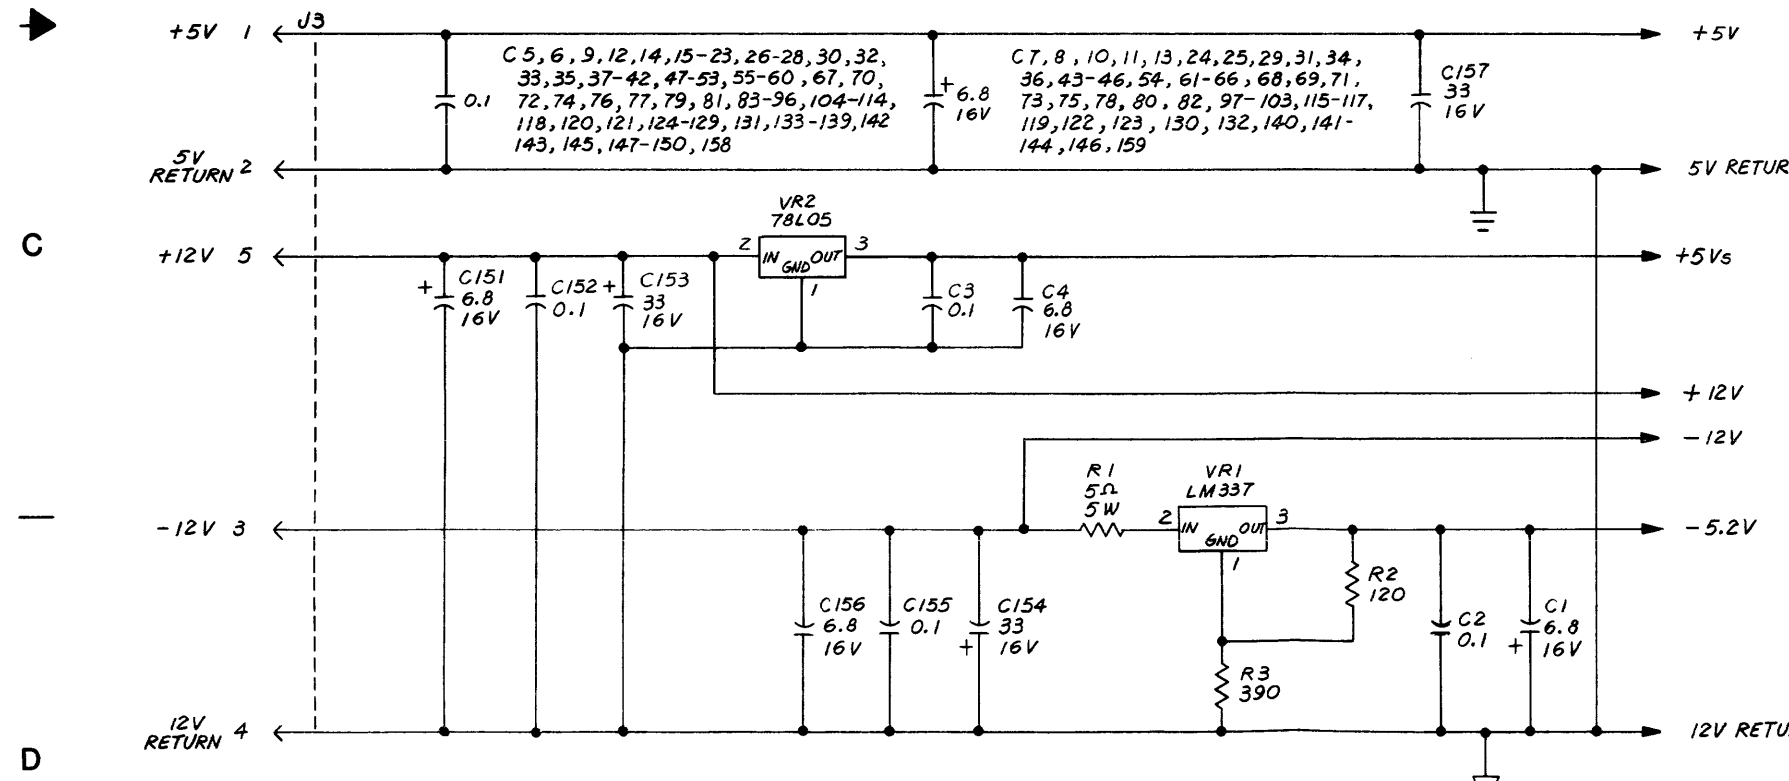 J3
+5V 1
+5V
C 5, 6, 9, 12, 14, 15-23, 26-28, 30, 32,
33, 35, 37-42, 47-53, 55-60, 67, 70,
72, 74, 76, 77, 79, 81, 83-96, 104-114,
118, 120, 121, 124-129, 131, 133-139, 142
143, 145, 147-150, 158
0.1
C7, 8, 10, 11, 13, 24, 25, 29, 31, 34,
36, 43-46, 54, 61-66, 68, 69, 71,
73, 75, 78, 80, 82, 97-103, 115-117,
119, 122, 123, 130, 132, 140, 141-
144, 146, 159
+ 6.8
16V
C157
33
16V
5V
RETURN 2
5V RETUR
C
VR2
78L05
+12V 5
2
IN OUT
GND
3
1
+5Vs
+
C151
6.8
16V
C152
0.1
+
C153
33
16V
C3
0.1
C4
6.8
16V
+12V
-12V
R1
5Ω
5W
VR1
LM337
-12V 3
2
IN OUT
GND
3
1
-5.2V
C156
6.8
16V
C155
0.1
C154
33
16V
+
R2
120
R3
390
C2
0.1
C1
6.8
16V
+
12V
RETURN 4
12V RETU
D